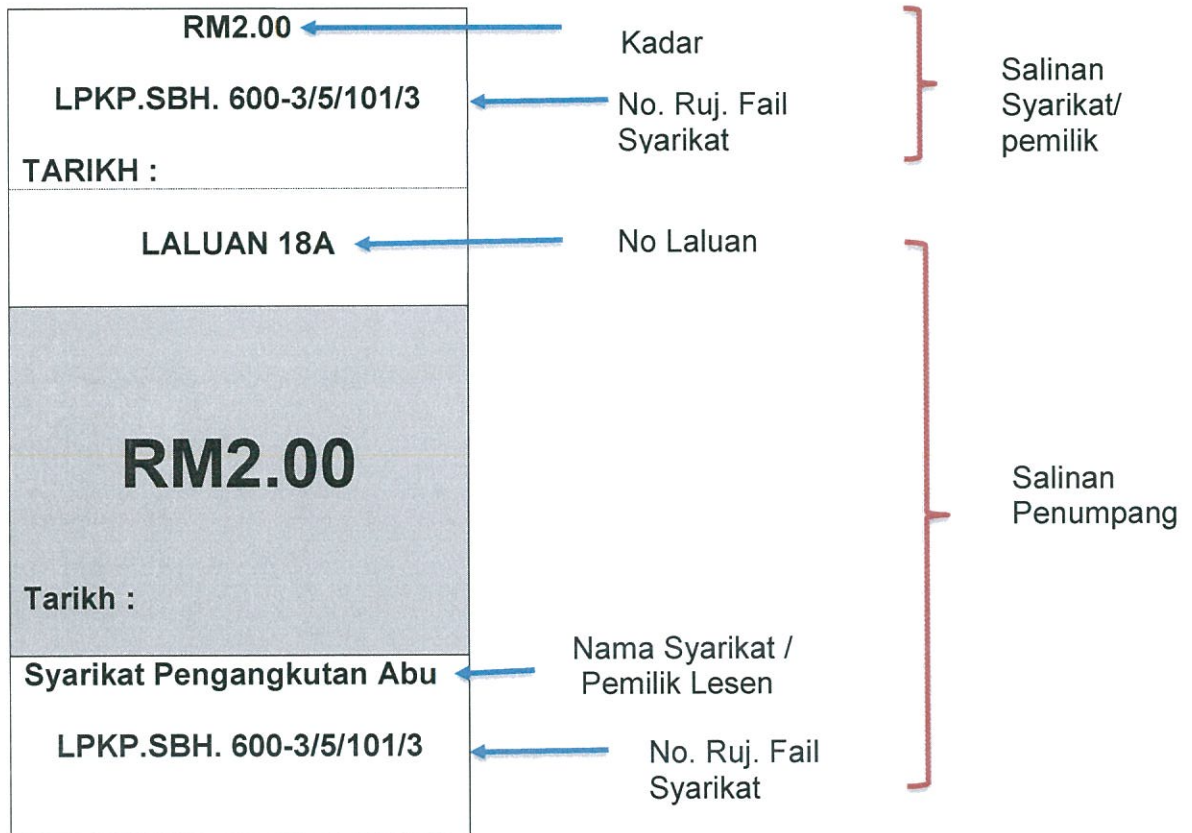 RM2.00
Kadar
LPKP.SBH. 600-3/5/101/3
No. Ruj. Fail
Syarikat
Salinan
Syarikat/
pemilik
TARIKH :
LALUAN 18A
No Laluan
RM2.00
Tarikh :
Salinan
Penumpang
Syarikat Pengangkutan Abu
Nama Syarikat /
Pemilik Lesen
LPKP.SBH. 600-3/5/101/3
No. Ruj. Fail
Syarikat